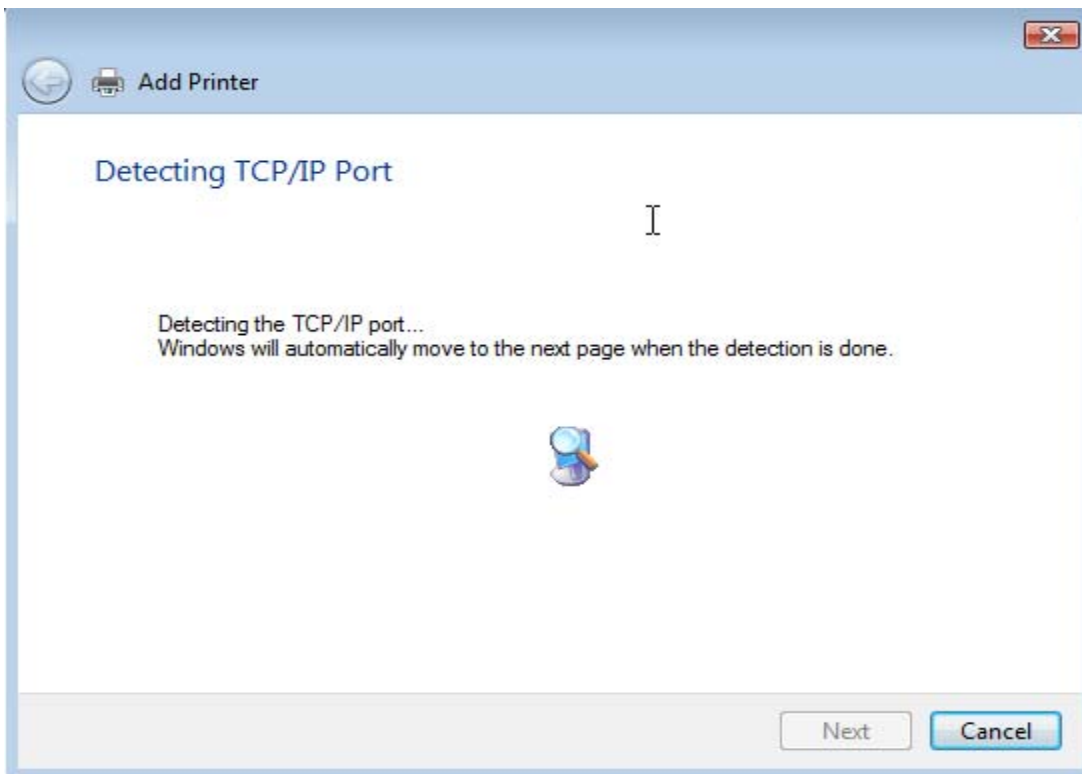 Add Printer
Detecting TCP/IP Port
Detecting the TCP/IP port...
Windows will automatically move to the next page when the detection is done.
Next
Cancel